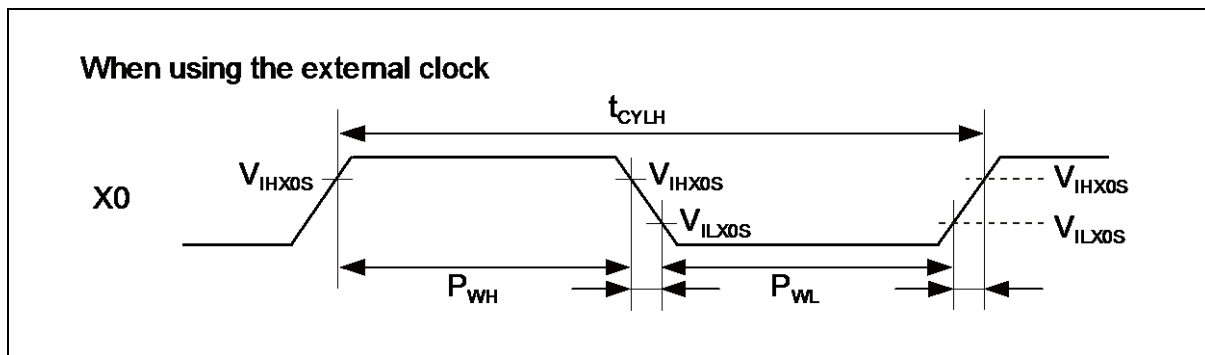 When using the external clock
tCYLH
VIHX0S VIHX0S VIHX0S
X0
VILX0S VILX0S
PWH PWL